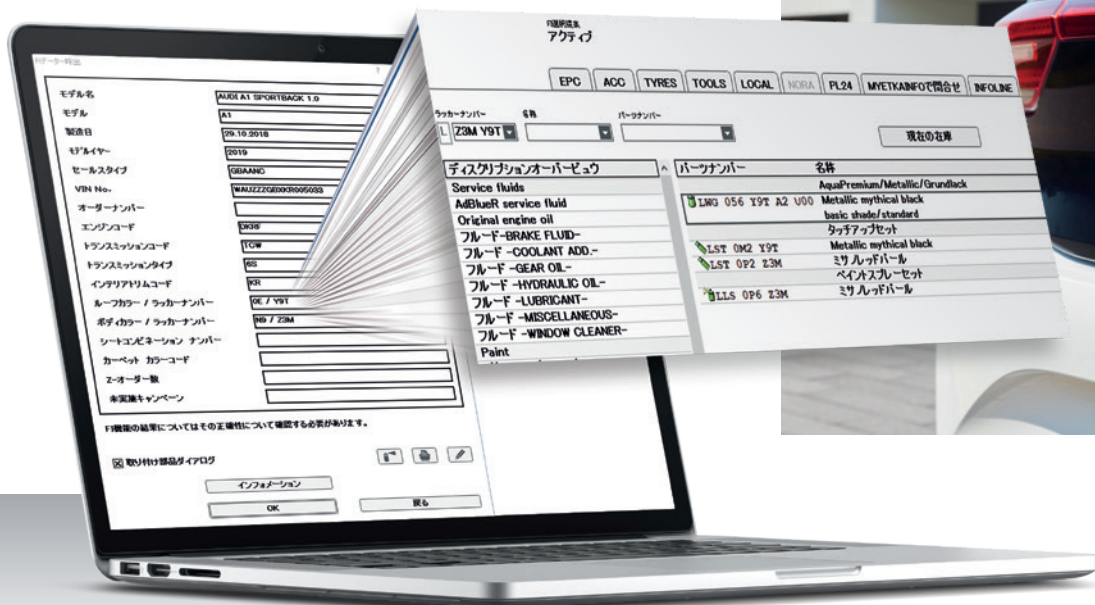 モデル名
AUDI A1 SPORTBACK 1.0
モデル
A1
製造日
29.10.2018
モデルイヤー
2019
セールスタイプ
GBAANC
VIN No.
オーダーナンバー
エンジンコード
DKRF
トランスミッションコード
TCW
トランスミッションタイプ
6S
インテリアトリムコード
KR
ルーフカラー / ラッカーナンバー
0E / Y9T
ボディカラー / ラッカーナンバー
N9 / Z3M
シートコンビネーション ナンバー
カーペット カラーコード
Z-オーダー数
未実施キャンペーン
FI機能の結果についてはその正確性について確認する必要があります。
取り付け部品ダイアログ
インフォメーション
OK
戻る
アクティブ
EPC ACC TYRES TOOLS LOCAL NORA PL24 MYETKAINFOで問合せ INFOLINE
ラッカーナンバー 名称 パーツナンバー
L Z3M Y9T
現在の在庫
ディスクリプションオーバービュウ
Service fluids
AdBlueR service fluid
Original engine oil
フルード-BRAKE FLUID-
フルード -COOLANT ADD.-
フルード -GEAR OIL-
フルード -HYDRAULIC OIL-
フルード -LUBRICANT-
フルード -MISCELLANEOUS-
フルード -WINDOW CLEANER-
Paint
パーツナンバー 名称
AquaPremium/Metallic/Grundlack
LWG 056 Y9T A2 U00 Metallic mythical black
basic shade/standard
タッチアップセット
LST 0M2 Y9T Metallic mythical black
LST 0P2 Z3M ミサノレッドパール
ペイントスプレーセット
LLS 0P6 Z3M ミサノレッドパール